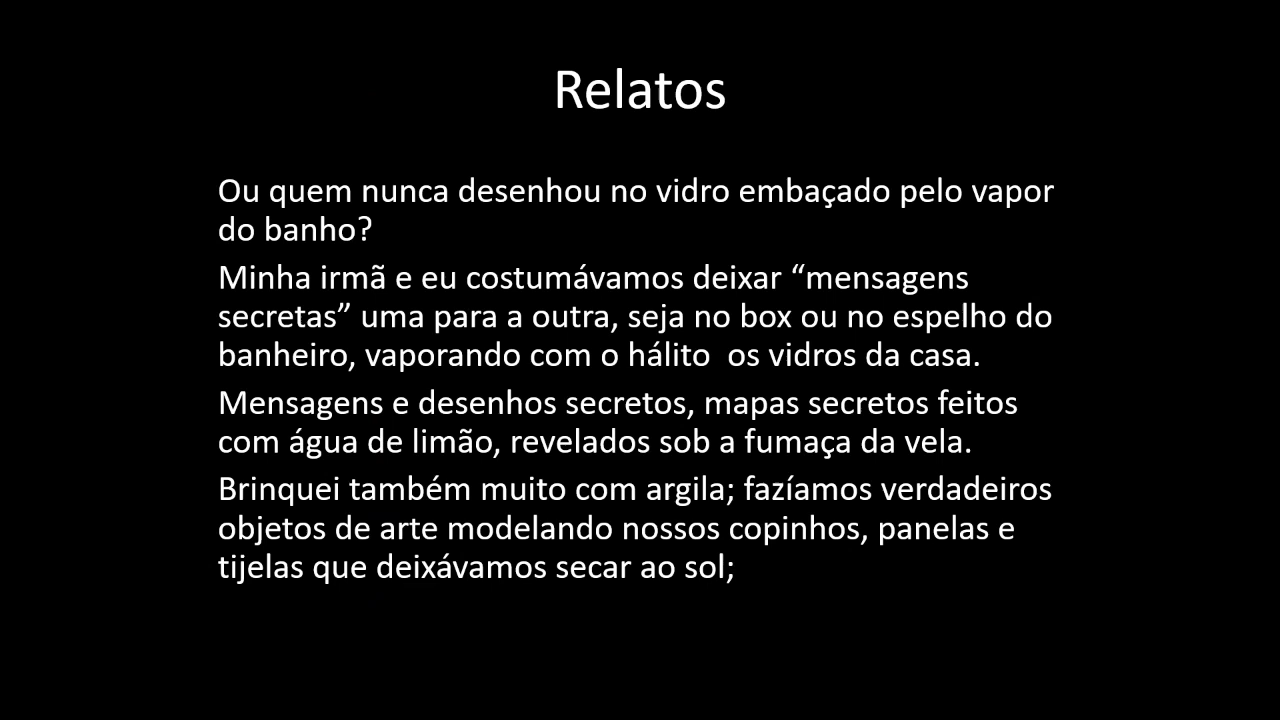 Relatos
Ou quem nunca desenhou no vidro embaçado pelo vapor
do banho?
Minha irmã e eu costumávamos deixar “mensagens
secretas” uma para a outra, seja no box ou no espelho do
banheiro, vaporando com o hálito  os vidros da casa.
Mensagens e desenhos secretos, mapas secretos feitos
com água de limão, revelados sob a fumaça da vela.
Brinquei também muito com argila; fazíamos verdadeiros
objetos de arte modelando nossos copinhos, panelas e
tijelas que deixávamos secar ao sol;